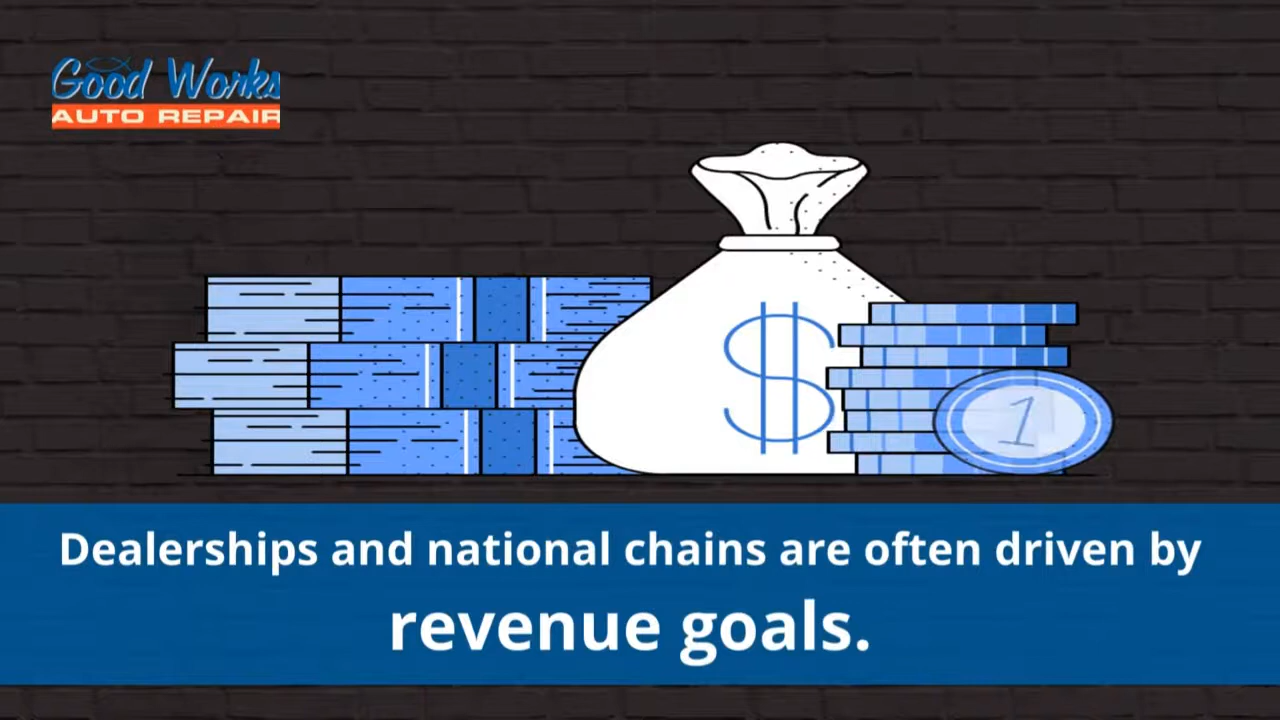 Good Works
AUTO REPAIR
$
1
Dealerships and national chains are often driven by
revenue goals.